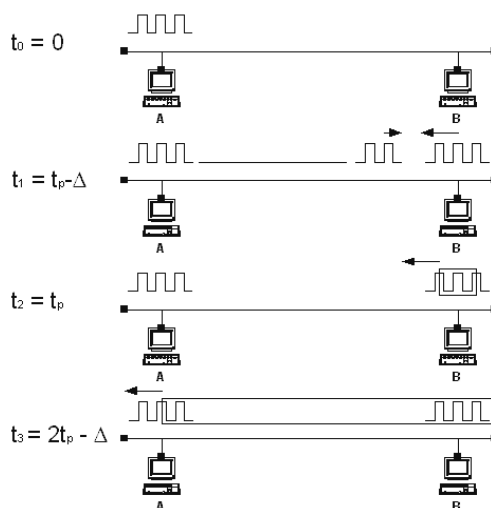 t₀ = 0
A B
t₁ = tₚ-Δ
A B
t₂ = tₚ
A B
t₃ = 2tₚ - Δ
A B